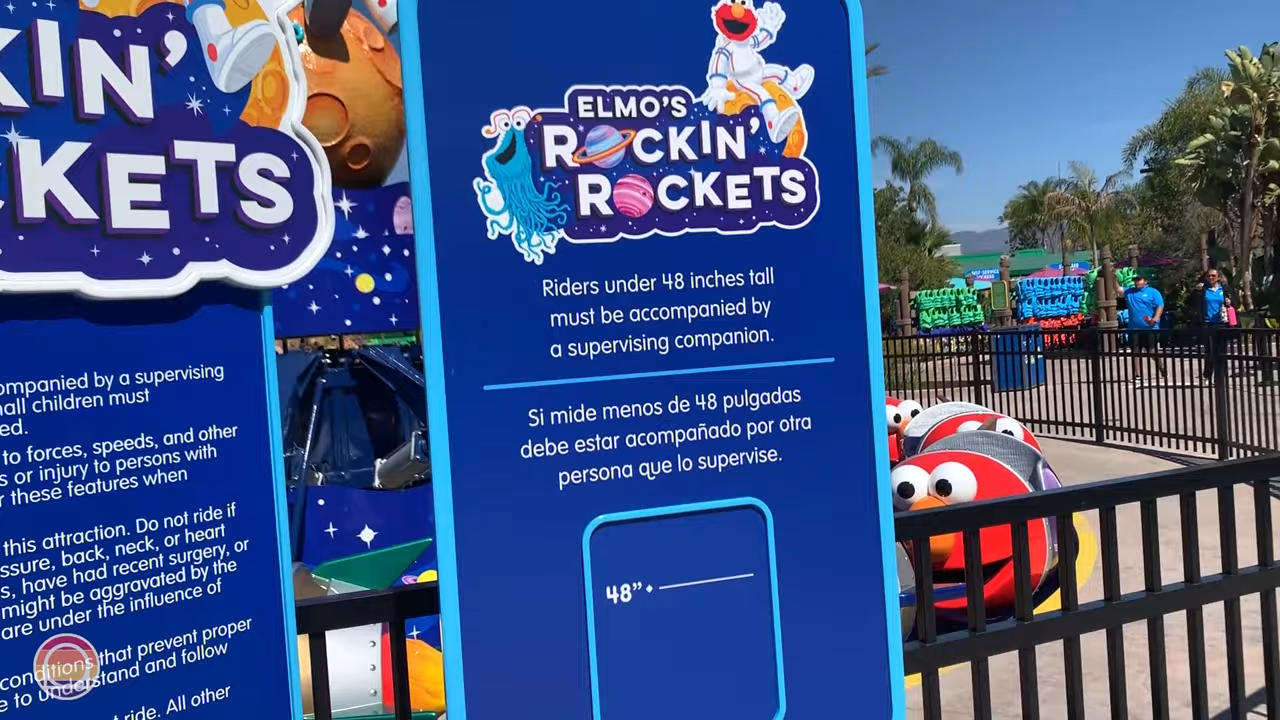 KIN'
CKETS
ompanied by a supervising
all children must
ed.
to forces, speeds, and other
s or injury to persons with
r these features when
this attraction. Do not ride if
ssure, back, neck, or heart
s, have had recent surgery, or
might be aggravated by the
are under the influence of
conditions that prevent proper
e to understand and follow
t ride. All other
ELMO'S
ROCKIN'
ROCKETS
Riders under 48 inches tall
must be accompanied by
a supervising companion.
Si mide menos de 48 pulgadas
debe estar acompañado por otra
persona que lo supervise.
48"
SELF-SERVICE